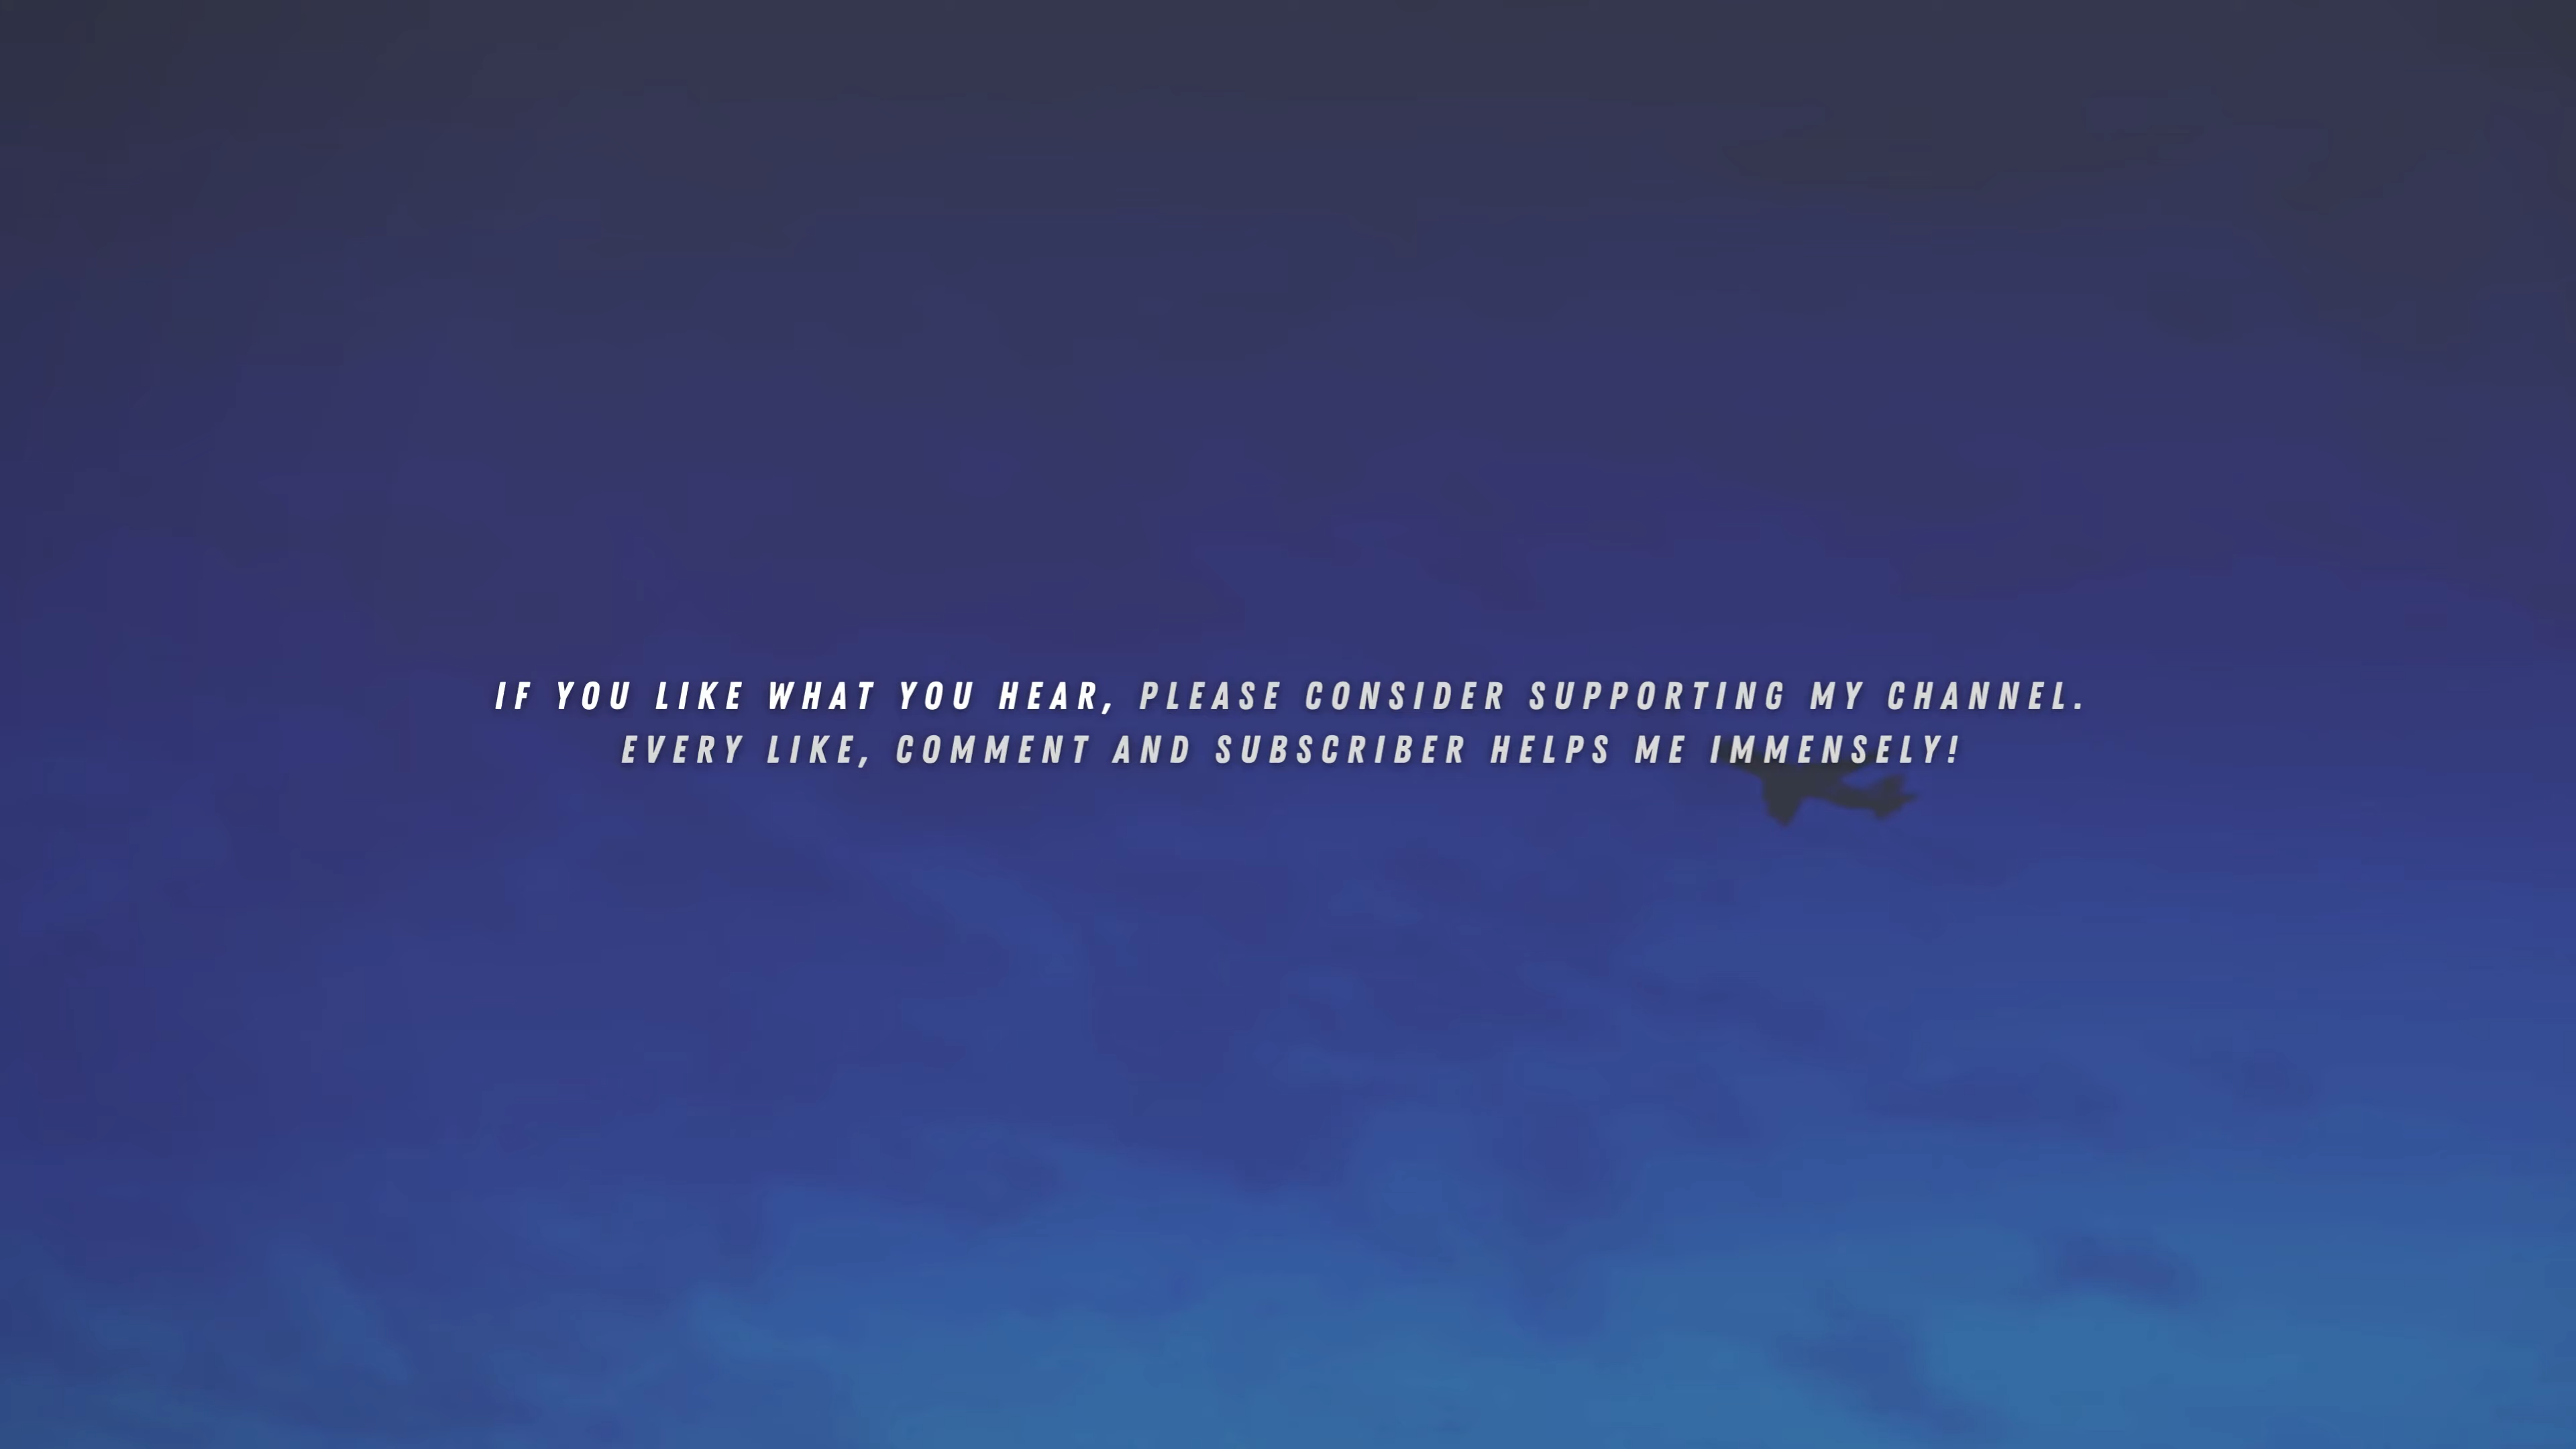 IF YOU LIKE WHAT YOU HEAR, PLEASE CONSIDER SUPPORTING MY CHANNEL.
EVERY LIKE, COMMENT AND SUBSCRIBER HELPS ME IMMENSELY!